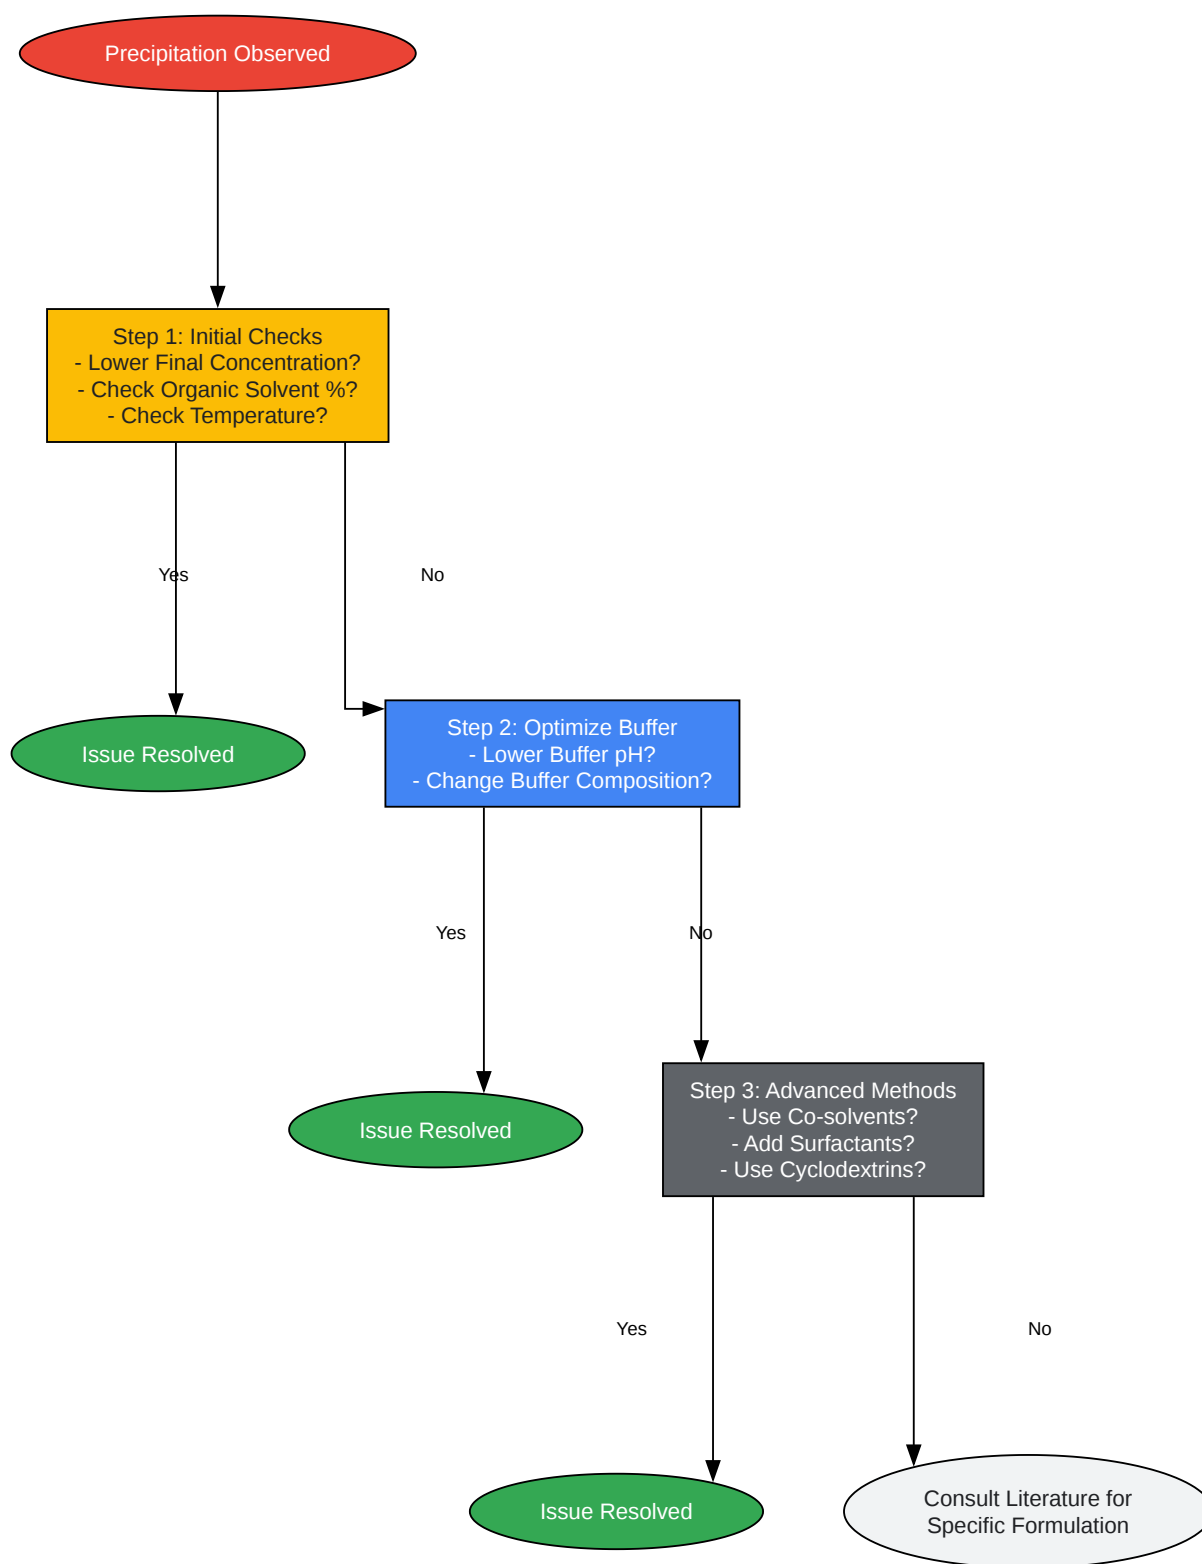 Precipitation Observed
Step 1: Initial Checks
- Lower Final Concentration?
- Check Organic Solvent %?
- Check Temperature?
Yes
No
Issue Resolved
Step 2: Optimize Buffer
- Lower Buffer pH?
- Change Buffer Composition?
Yes
No
Issue Resolved
Step 3: Advanced Methods
- Use Co-solvents?
- Add Surfactants?
- Use Cyclodextrins?
Yes
No
Issue Resolved
Consult Literature for
Specific Formulation